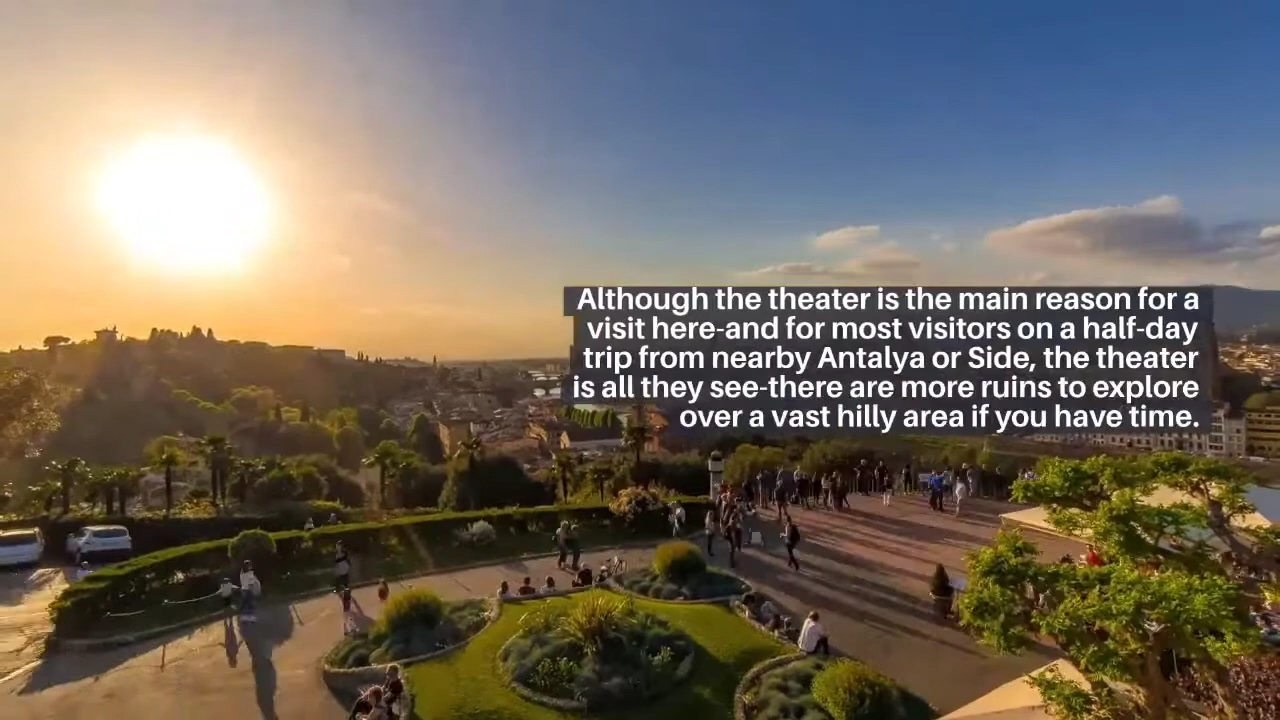 Although the theater is the main reason for a
visit here-and for most visitors on a half-day
trip from nearby Antalya or Side, the theater
is all they see-there are more ruins to explore
over a vast hilly area if you have time.